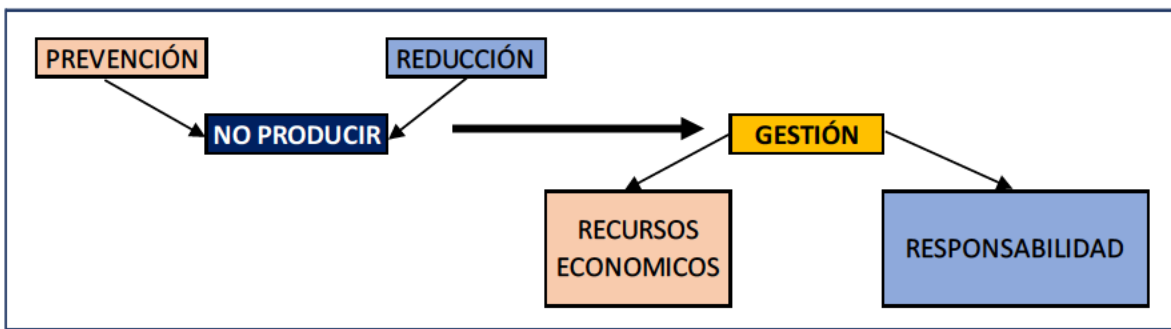 PREVENCIÓN
REDUCCIÓN
NO PRODUCIR
GESTIÓN
RECURSOS
ECONOMICOS
RESPONSABILIDAD